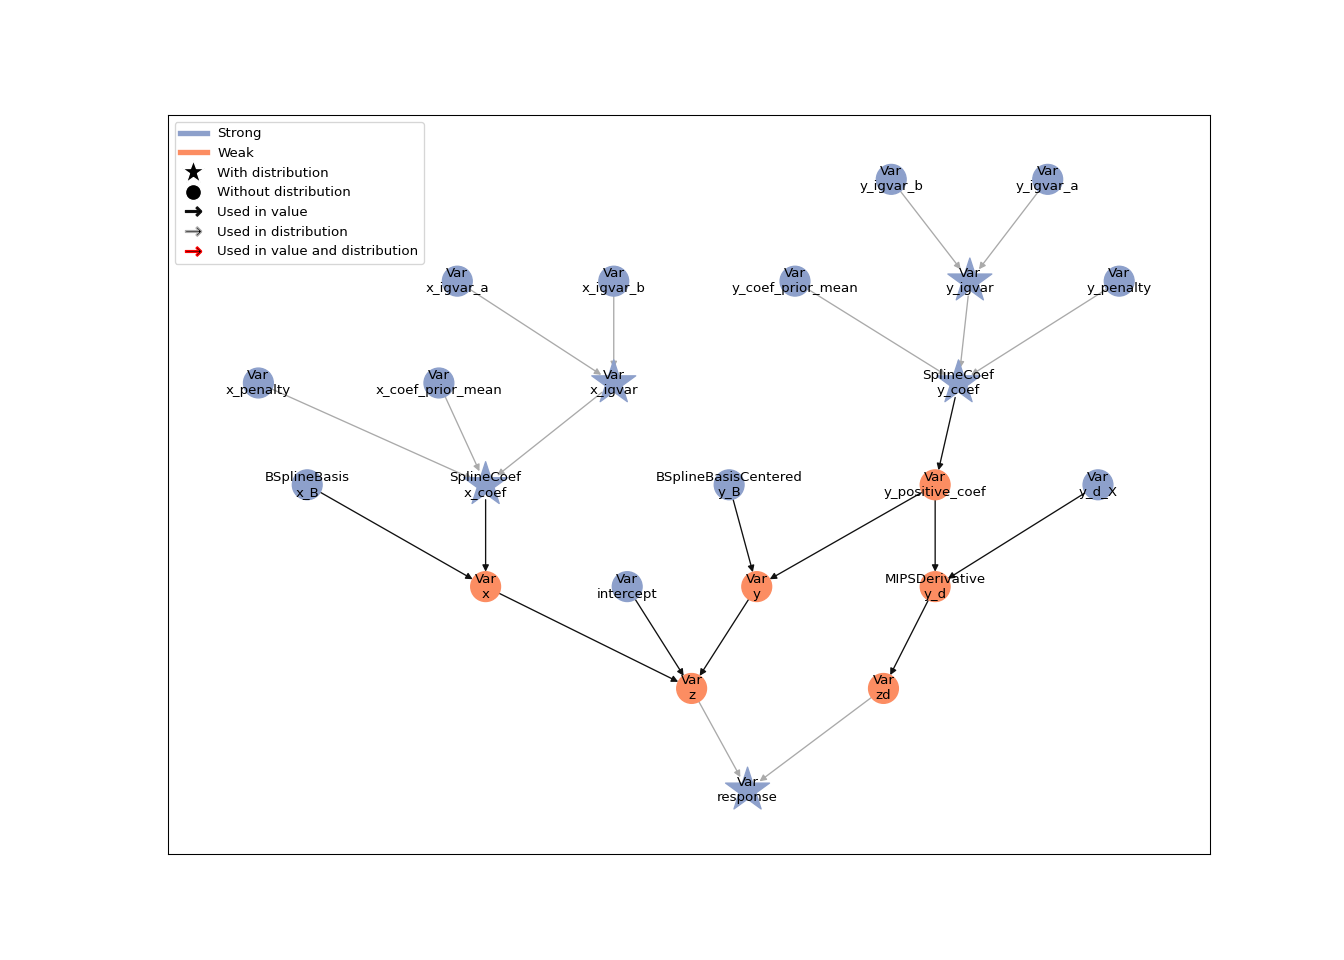 Strong
Weak
With distribution
Without distribution
Used in value
Used in distribution
Used in value and distribution
Var
y_igvar_b
Var
y_igvar_a
Var
x_igvar_a
Var
x_igvar_b
Var
y_coef_prior_mean
Var
y_igvar
Var
y_penalty
Var
x_penalty
Var
x_coef_prior_mean
Var
x_igvar
SplineCoef
y_coef
BSplineBasis
x_B
SplineCoef
x_coef
BSplineBasisCentered
y_B
Var
y_positive_coef
Var
y_d_X
Var
x
Var
intercept
Var
y
MIPSDerivative
y_d
Var
z
Var
zd
Var
response